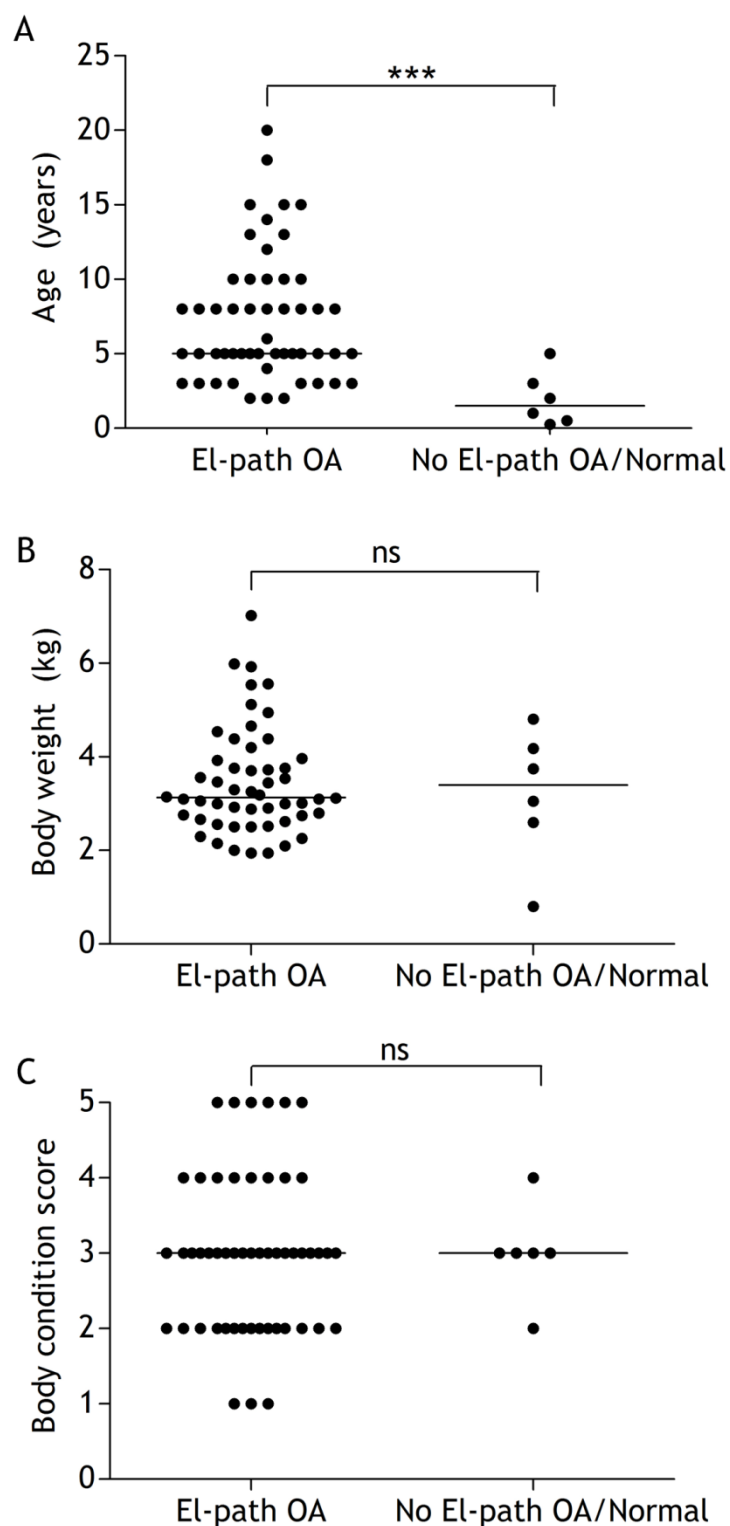 A
25
20
15
10
5
0
Age (years)
***
El-path OA
No El-path OA/Normal
B
8
6
4
2
0
Body weight (kg)
ns
El-path OA
No El-path OA/Normal
C
5
4
3
2
1
0
Body condition score
ns
El-path OA
No El-path OA/Normal